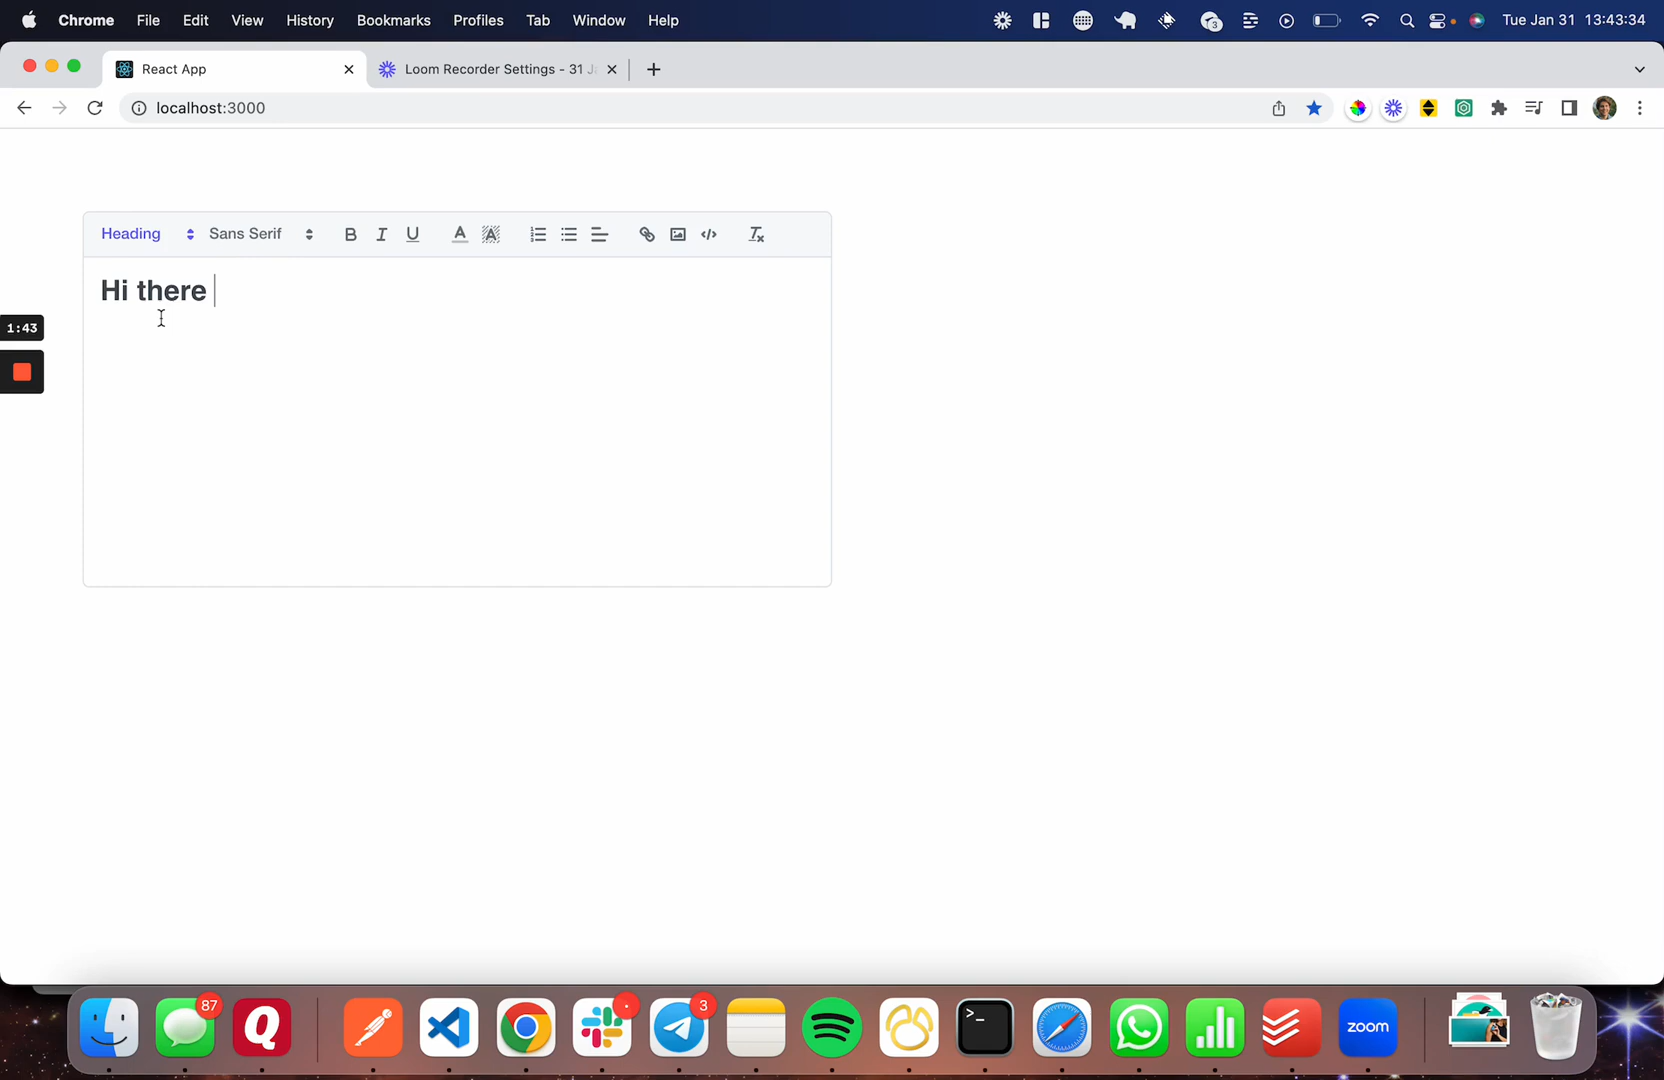 Chrome File Edit View History Bookmarks Profiles Tab Window Help 3 Tue Jan 31 13:43:34
React App Loom Recorder Settings - 31 J
localhost:3000
Heading Sans Serif B I U A A
Hi there
1:43
87 3
zoom